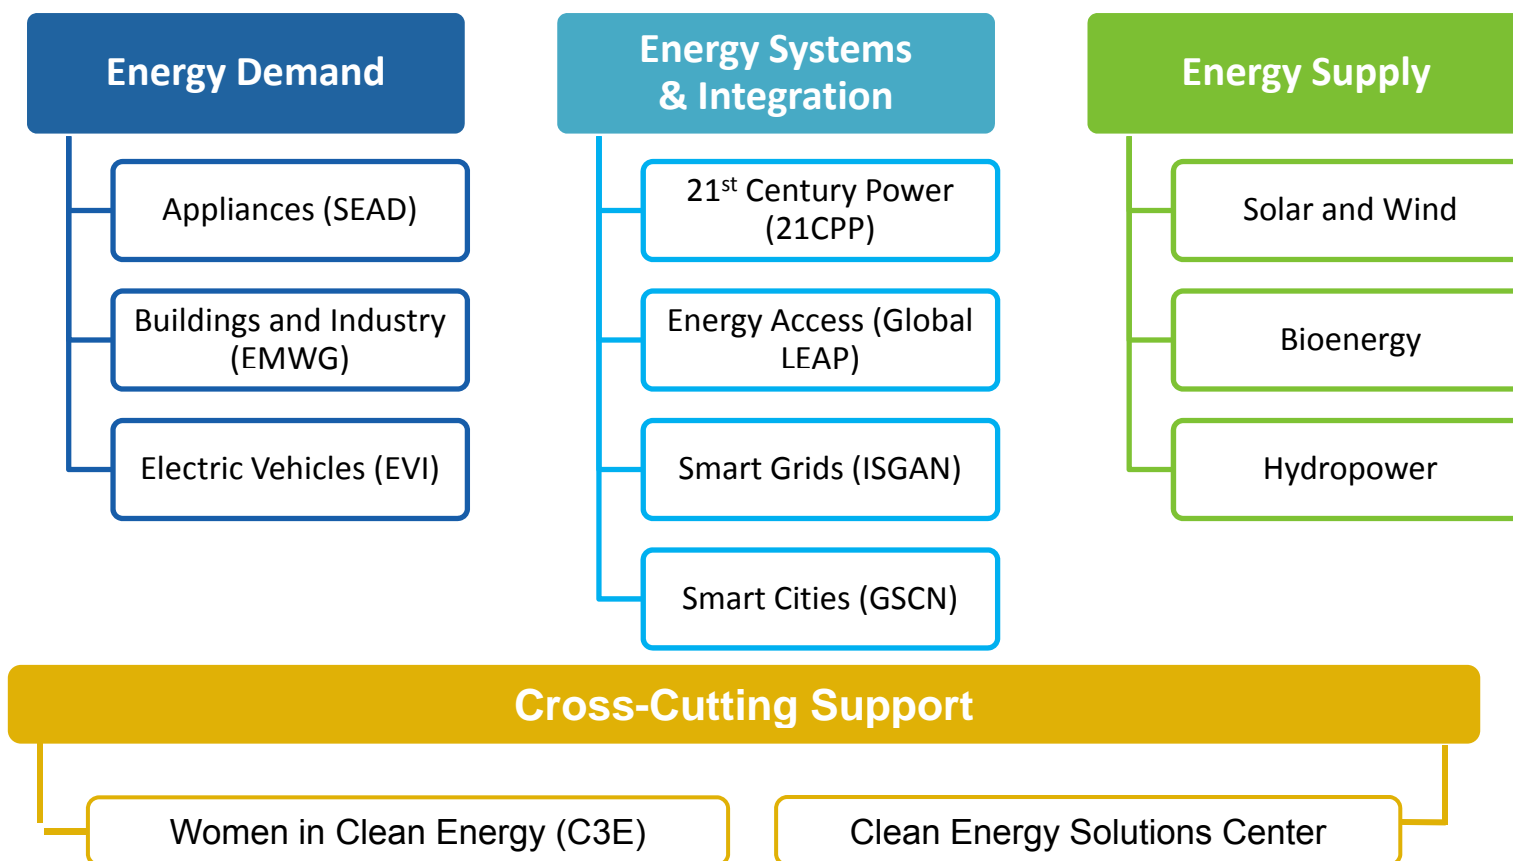 Energy Demand
Appliances (SEAD)
Buildings and Industry
(EMWG)
Electric Vehicles (EVI)
Energy Systems
& Integration
21st Century Power
(21CPP)
Energy Access (Global
LEAP)
Smart Grids (ISGAN)
Smart Cities (GSCN)
Energy Supply
Solar and Wind
Bioenergy
Hydropower
Cross-Cutting Support
Women in Clean Energy (C3E)
Clean Energy Solutions Center